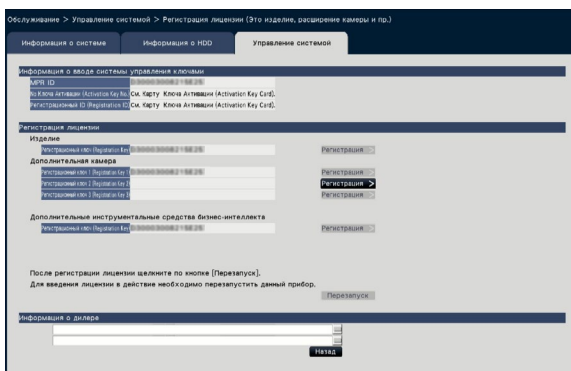 Обслуживание > Управление системой > Регистрация лицензии (Это изделие, расширение камеры и пр.)
Информация о системе Информация о HDD Управление системой
Информация о вводе системы управления ключами
MPR ID
No Ключа Активации (Activation Key No.) См. Карту Ключа Активации (Activation Key Card).
Регистрационный ID (Registration ID) См. Карту Ключа Активации (Activation Key Card).
Регистрация лицензии
Изделие
Регистрационный ключ (Registration Key) Регистрация >
Дополнительная камера
Регистрационный ключ 1 (Registration Key 1) Регистрация >
Регистрационный ключ 2 (Registration Key 2) Регистрация >
Регистрационный ключ 3 (Registration Key 3) Регистрация >
Дополнительные инструментальные средства бизнес-интеллекта
Регистрационный ключ (Registration Key) Регистрация >
После регистрации лицензии щелкните по кнопке [Перезапуск].
Для введения лицензии в действие необходимо перезапустить данный прибор.
Перезапуск
Информация о дилере
Назад